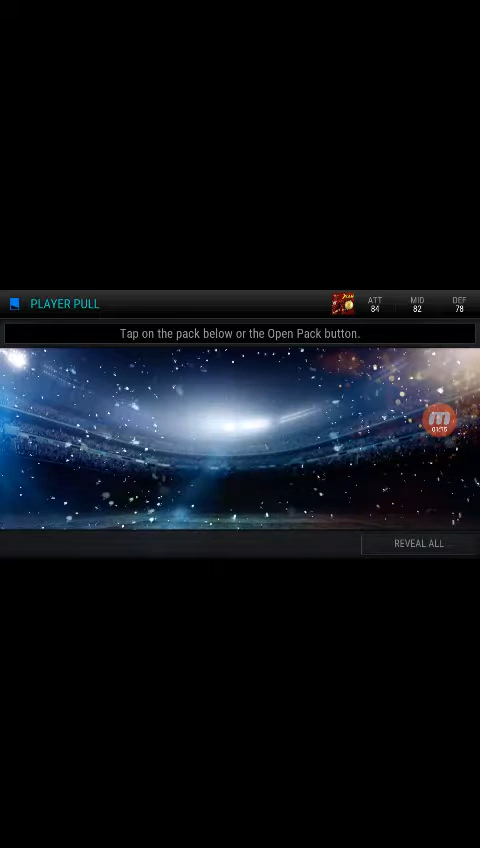 PLAYER PULL
ATT MID DEF
84 82 78
Tap on the pack below or the Open Pack button.
REVEAL ALL